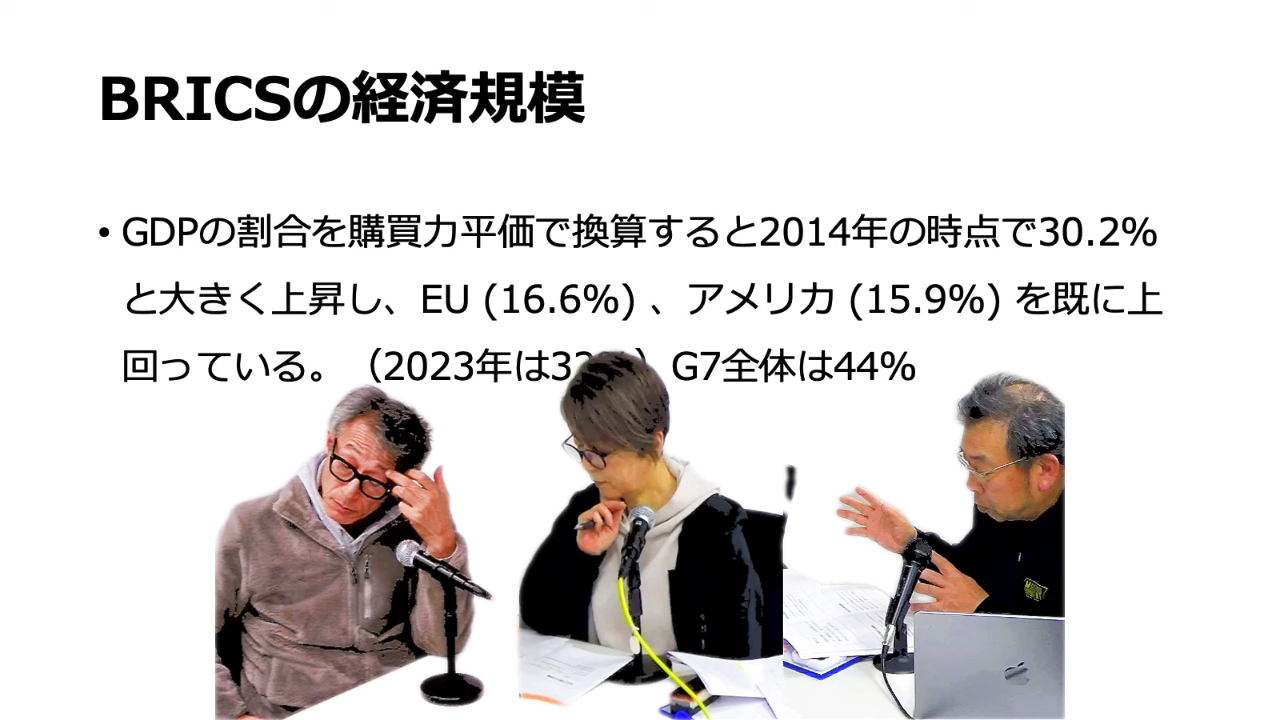 BRICSの経済規模
• GDPの割合を購買力平価で換算すると2014年の時点で30.2%
と大きく上昇し、EU (16.6%) 、アメリカ (15.9%) を既に上
回っている。（2023年は3 ）G7全体は44%